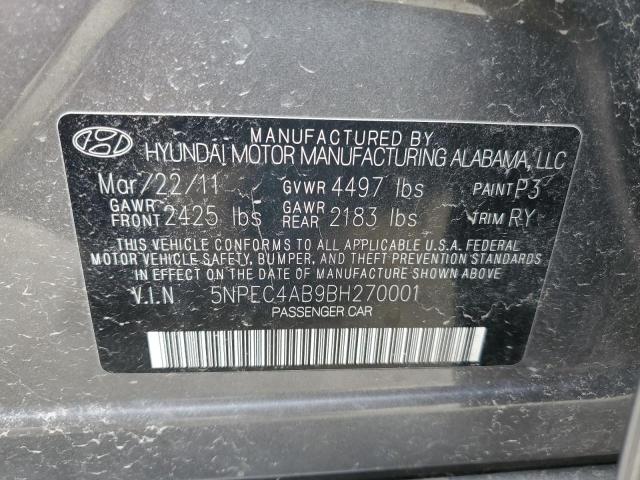 MANUFACTURED BY
HYUNDAI MOTOR MANUFACTURING ALABAMA, LLC
Mar/22/11 GVWR 4497 lbs PAINT P3
GAWR FRONT 2425 lbs GAWR REAR 2183 lbs TRIM RY
THIS VEHICLE CONFORMS TO ALL APPLICABLE U.S.A. FEDERAL
MOTOR VEHICLE SAFETY, BUMPER, AND THEFT PREVENTION STANDARDS
IN EFFECT ON THE DATE OF MANUFACTURE SHOWN ABOVE.
V.I.N 5NPEC4AB9BH270001
PASSENGER CAR